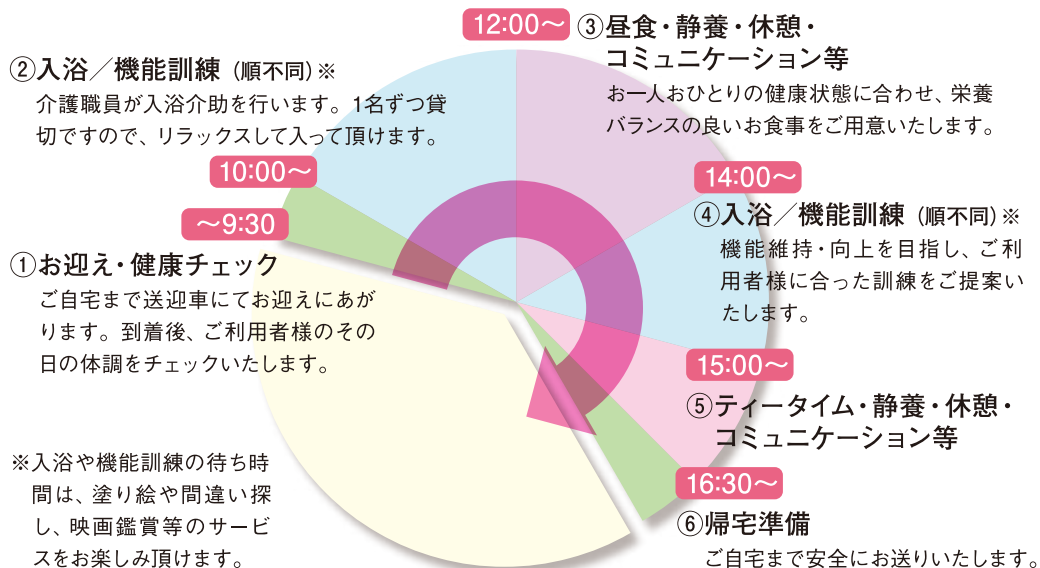 ～9:30
①お迎え・健康チェック
ご自宅まで送迎車にてお迎えにあが
ります。到着後、ご利用者様のその
日の体調をチェックいたします。
10:00～
②入浴／機能訓練（順不同）※
介護職員が入浴介助を行います。1名ずつ貸
切ですので、リラックスして入って頂けます。
12:00～
③昼食・静養・休憩・
コミュニケーション等
お一人おひとりの健康状態に合わせ、栄養
バランスの良いお食事をご用意いたします。
14:00～
④入浴／機能訓練（順不同）※
機能維持・向上を目指し、ご利
用者様に合った訓練をご提案い
たします。
15:00～
⑤ティータイム・静養・休憩・
コミュニケーション等
16:30～
⑥帰宅準備
ご自宅まで安全にお送りいたします。
※入浴や機能訓練の待ち時
間は、塗り絵や間違い探
し、映画鑑賞等のサービ
スをお楽しみ頂けます。